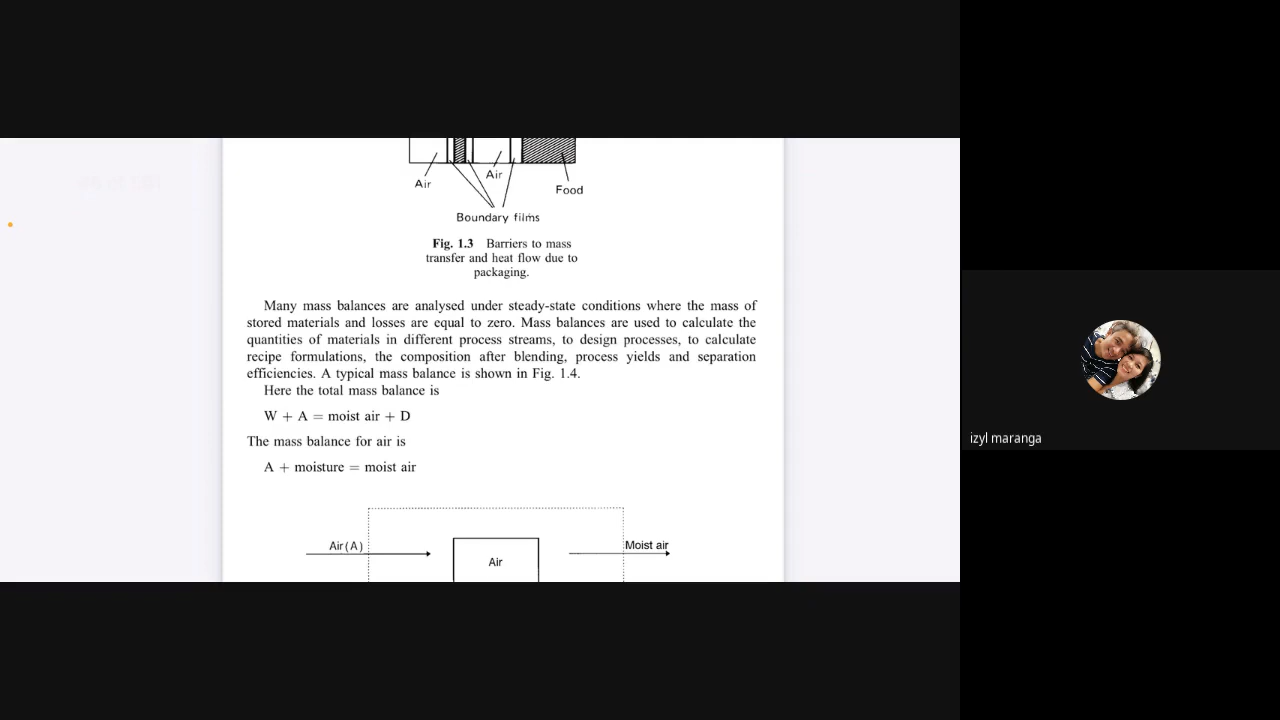 Air
Air
Food
Boundary films
Fig. 1.3 Barriers to mass
transfer and heat flow due to
packaging.
Many mass balances are analysed under steady-state conditions where the mass of
stored materials and losses are equal to zero. Mass balances are used to calculate the
quantities of materials in different process streams, to design processes, to calculate
recipe formulations, the composition after blending, process yields and separation
efficiencies. A typical mass balance is shown in Fig. 1.4.
Here the total mass balance is
W + A = moist air + D
The mass balance for air is
A + moisture = moist air
Air (A)
Air
Moist air
izyl maranga